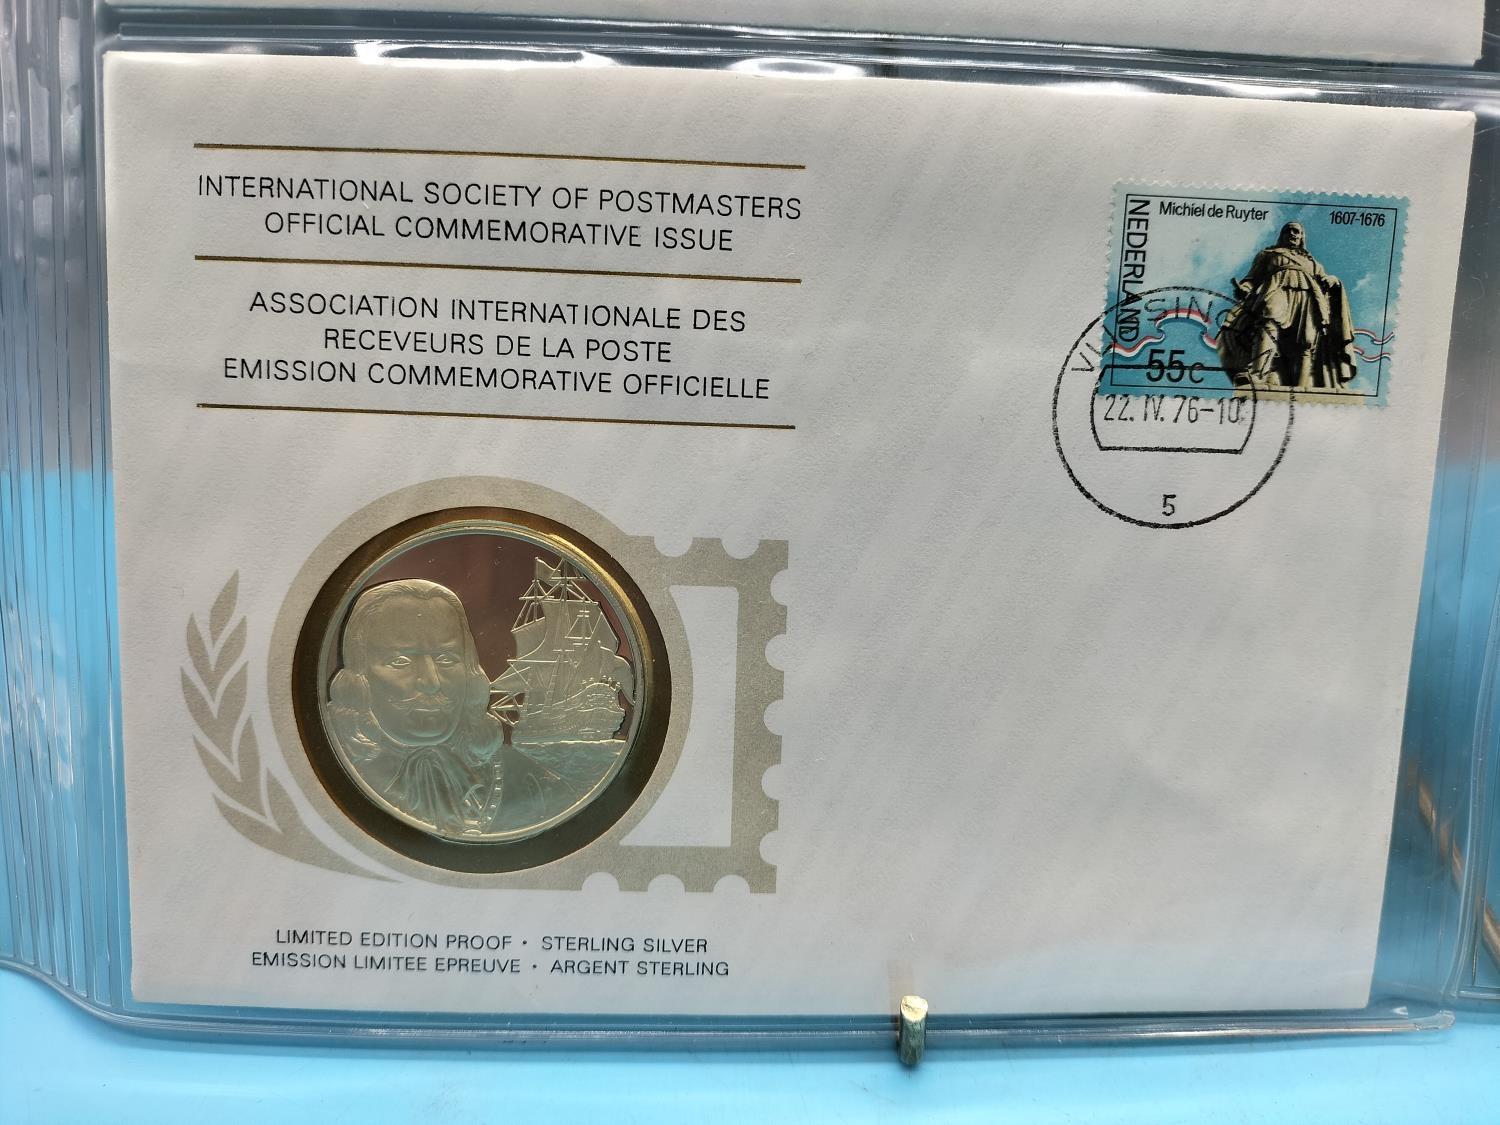 INTERNATIONAL SOCIETY OF POSTMASTERS
OFFICIAL COMMEMORATIVE ISSUE
ASSOCIATION INTERNATIONALE DES
RECEVEURS DE LA POSTE
EMISSION COMMEMORATIVE OFFICIELLE
Michiel de Ruyter 1607-1676
NEDERLAND
55c
22. IV. 76-10
5
LIMITED EDITION PROOF • STERLING SILVER
EMISSION LIMITEE EPREUVE • ARGENT STERLING